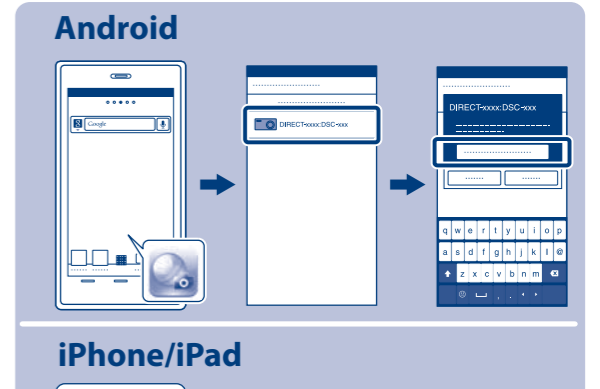 Android
Google
DIRECT-xxxx:DSC-xxx
DIRECT-xxxx:DSC-xxx
q w e r t y u i o p
a s d f g h j k l @
z x c v b n m
, .
iPhone/iPad